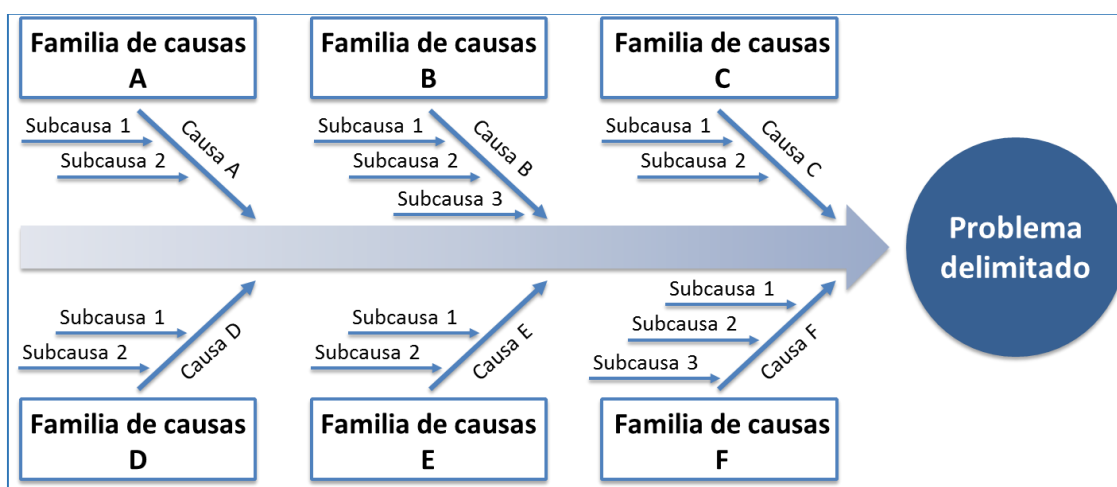 Familia de causas
A
Familia de causas
B
Familia de causas
C
Subcausa 1
Subcausa 2
Causa A
Subcausa 1
Subcausa 2
Subcausa 3
Causa B
Subcausa 1
Subcausa 2
Causa C
Problema
delimitado
Subcausa 1
Subcausa 2
Causa D
Subcausa 1
Subcausa 2
Causa E
Subcausa 1
Subcausa 2
Subcausa 3
Causa F
Familia de causas
D
Familia de causas
E
Familia de causas
F